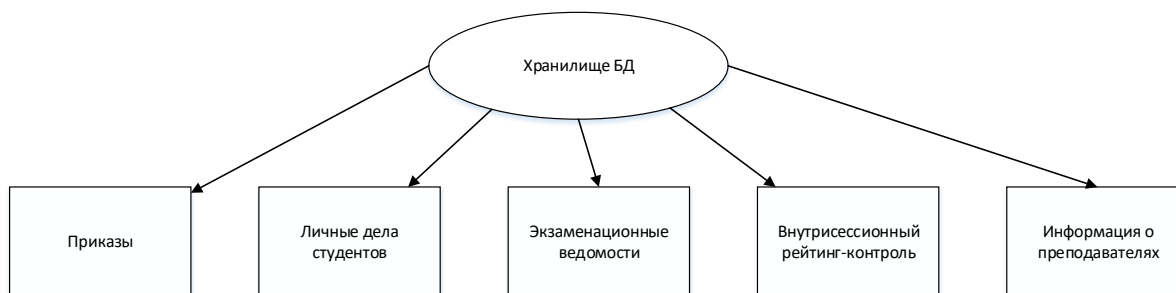 Хранилище БД
Приказы
Личные дела
студентов
Экзаменационные
ведомости
Внутрисессионный
рейтинг-контроль
Информация о
преподавателях